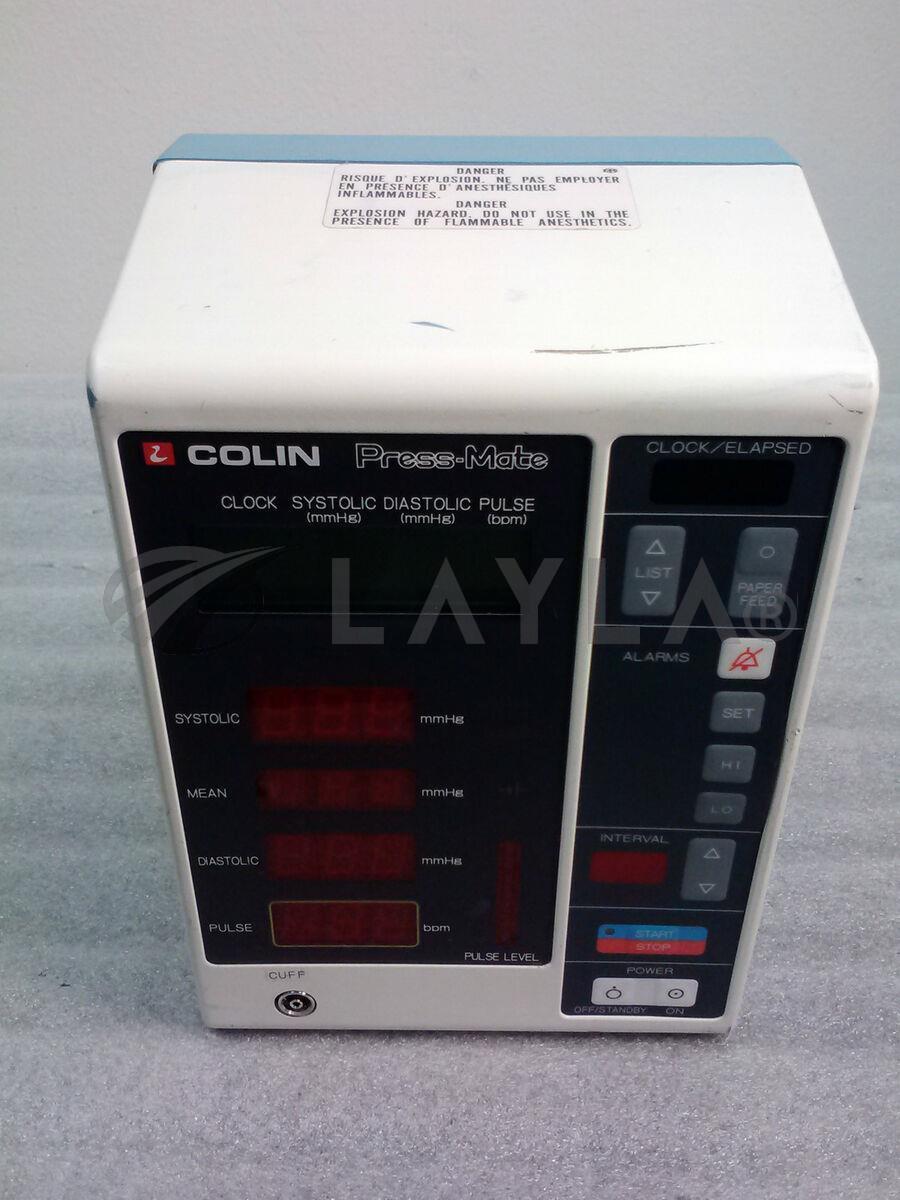 DANGER
RISQUE D'EXPLOSION. NE PAS EMPLOYER
EN PRESENCE D'ANESTHÉSIQUES
INFLAMMABLES.
DANGER
EXPLOSION HAZARD. DO NOT USE IN THE
PRESENCE OF FLAMMABLE ANESTHETICS.
COLIN Press-Mate
CLOCK SYSTOLIC DIASTOLIC PULSE
(mmHg) (mmHg) (bpm)
CLOCK/ELAPSED
LIST
PAPER
FEED
LAYLA®
ALARMS
SET
HI
LO
SYSTOLIC mmHg
MEAN mmHg
DIASTOLIC mmHg
PULSE bpm
PULSE LEVEL
INTERVAL
START
STOP
POWER
OFF/STANDBY ON
CUFF